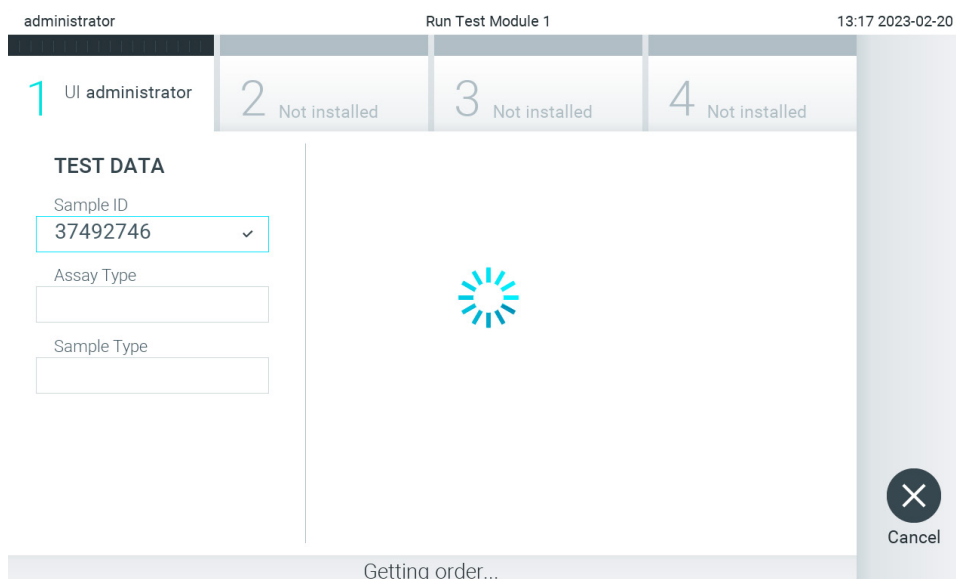 administrator Run Test Module 1 13:17 2023-02-20
1 UI administrator 2 Not installed 3 Not installed 4 Not installed
TEST DATA
Sample ID
37492746
Assay Type
Sample Type
Cancel
Getting order...